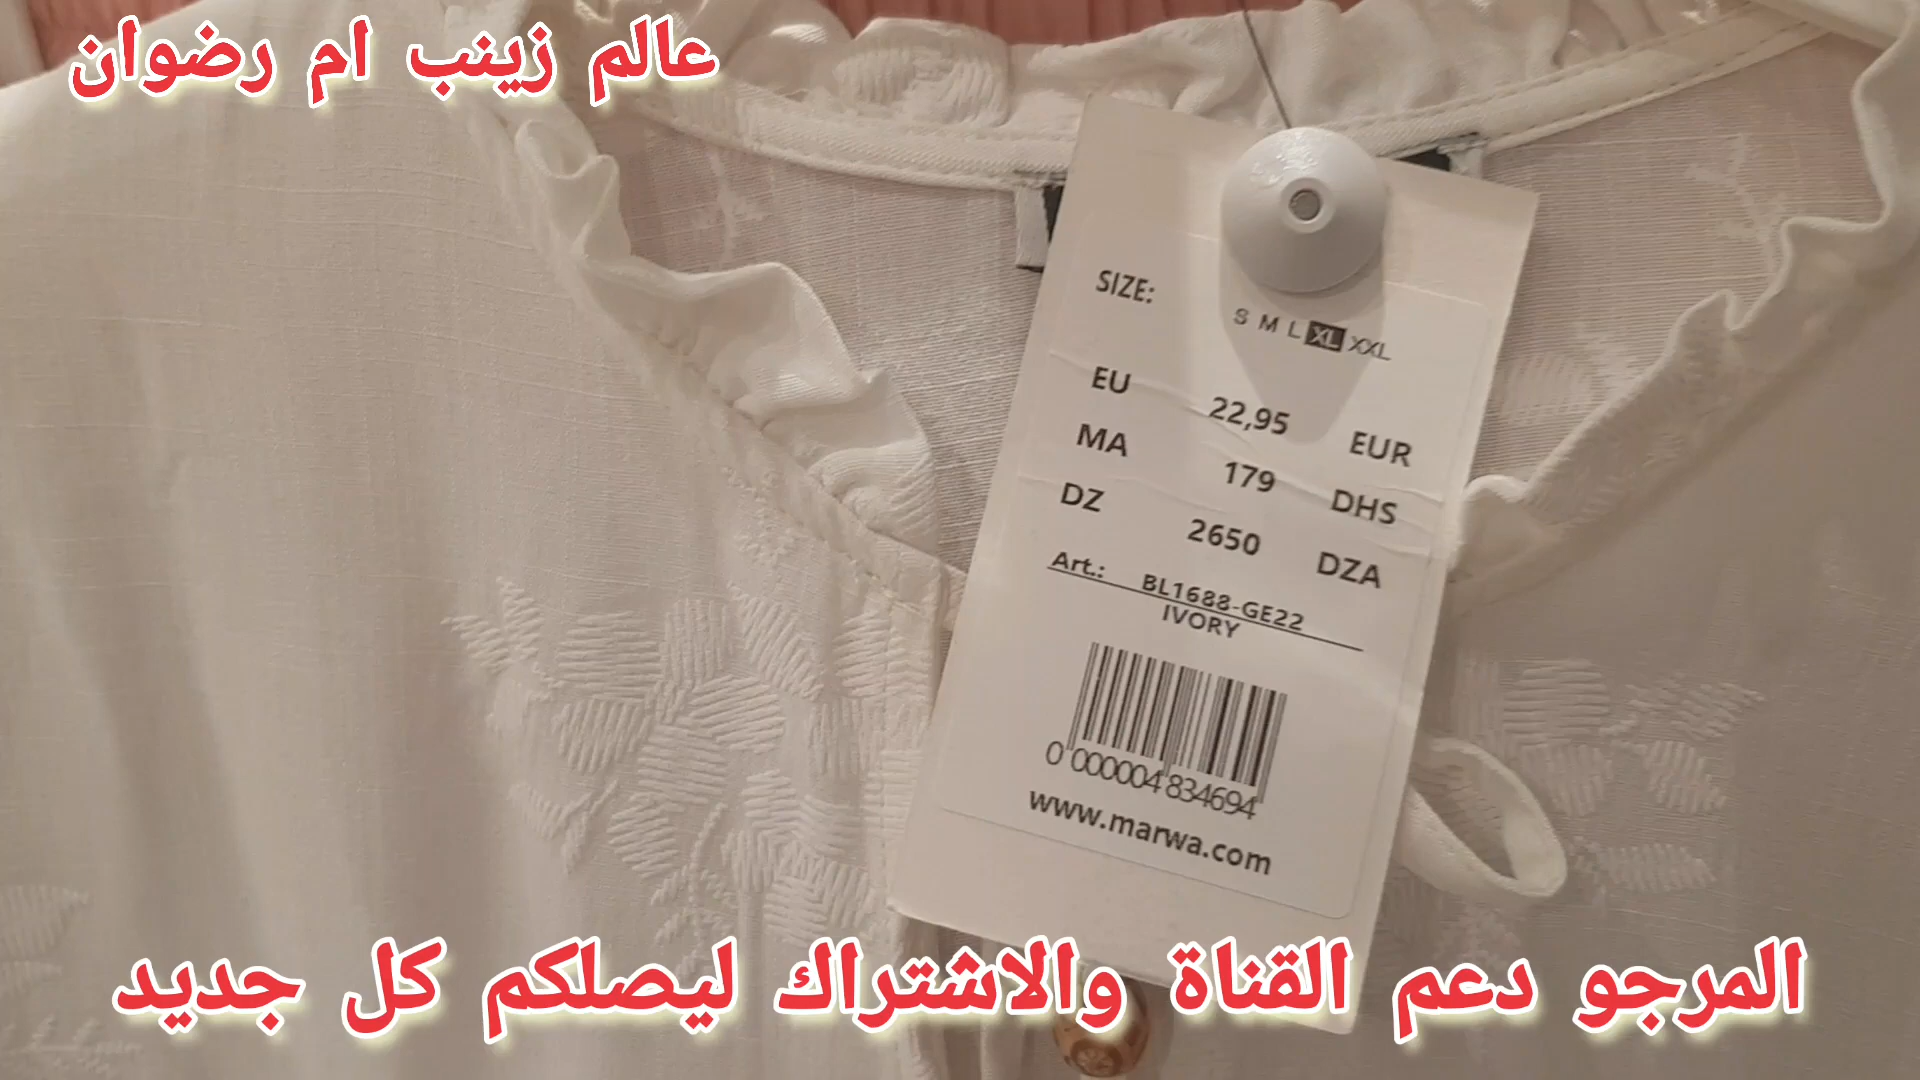 عالم زينب ام رضوان
SIZE:
S M L XL XXL
EU 22,95 EUR
MA 179 DHS
DZ 2650 DZA
Art.: BL1688-GE22
IVORY
0 000004 834694
www.marwa.com
المرجو دعم القناة والاشتراك ليصلكم كل جديد